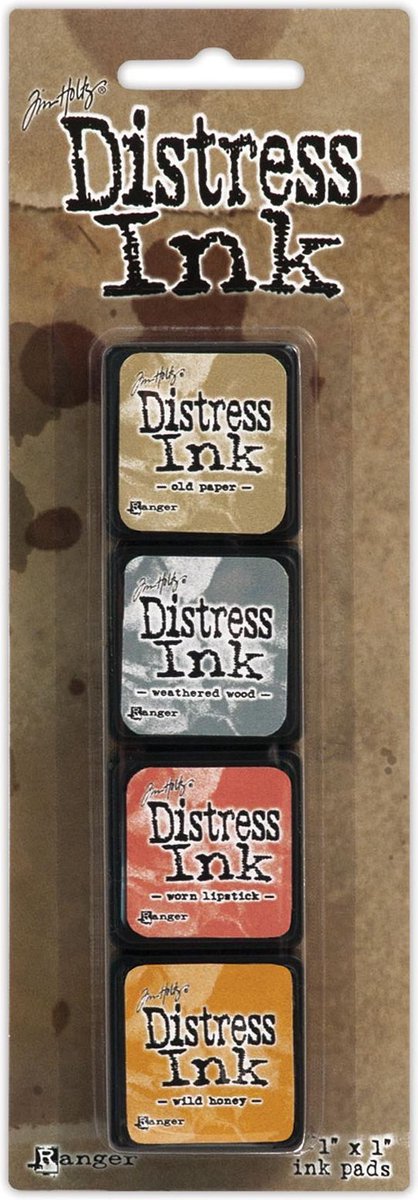 Tim Holtz®
Distress
Ink
Tim Holtz®
Distress
Ink
— old paper —
Ranger
Tim Holtz®
Distress
Ink
— weathered wood —
Ranger
Tim Holtz®
Distress
Ink
— worn lipstick —
Ranger
Tim Holtz®
Distress
Ink
— wild honey —
Ranger
1" x 1"
ink pads